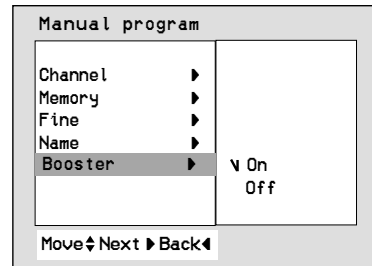 Manual program
Channel ▶
Memory ▶
Fine ▶
Name ▶
Booster ▶
√ On
Off
Move ▲▼ Next ▶ Back ◀